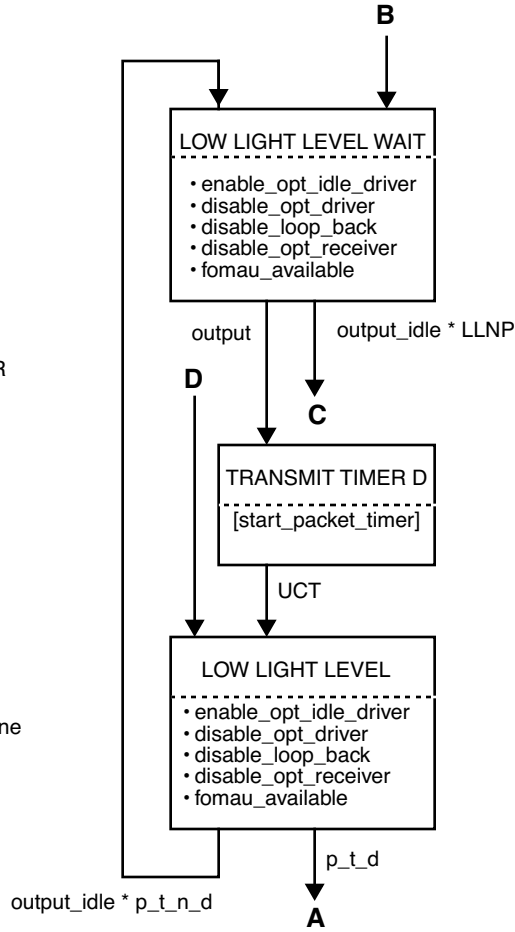 B
LOW LIGHT LEVEL WAIT
• enable_opt_idle_driver
• disable_opt_driver
• disable_loop_back
• disable_opt_receiver
• fomau_available
output
output_idle * LLNP
R
D
C
TRANSMIT TIMER D
[start_packet_timer]
UCT
LOW LIGHT LEVEL
• enable_opt_idle_driver
• disable_opt_driver
• disable_loop_back
• disable_opt_receiver
• fomau_available
ne
p_t_d
output_idle * p_t_n_d
A